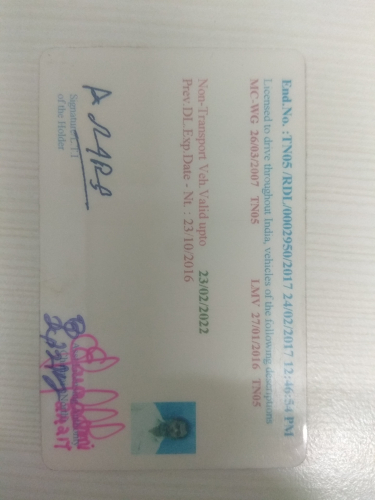 End.No. :TN05 /RDL/0002950/2017 24/02/2017 12:46:54 PM
Licensed to drive throughout India, vehicles of the following descriptions
MC-WG 26/03/2007 TN05 LMV 27/01/2016 TN05
Non-Transport Veh.Valid upto 23/02/2022
Prev.DL.Exp.Date - Nt. : 23/10/2016
Signature/LTI
of the Holder